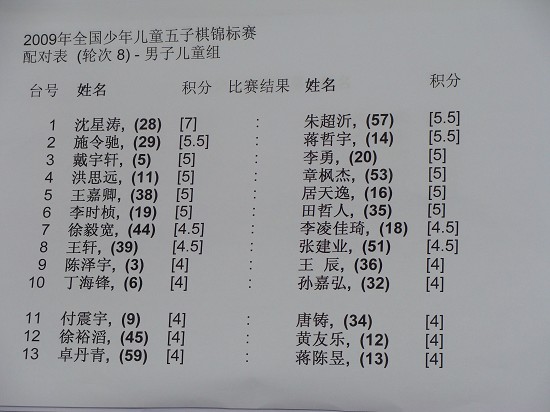 2009年全国少年儿童五子棋锦标赛
配对表 (轮次 8) - 男子儿童组
台号 姓名 积分 比赛结果 姓名 积分
1 沈星涛, (28) [7] : 朱超沂, (57) [5.5]
2 施令驰, (29) [5.5] : 蒋哲宇, (14) [5.5]
3 戴宇轩, (5) [5] : 李勇, (20) [5]
4 洪思远, (11) [5] : 章枫杰, (53) [5]
5 王嘉卿, (38) [5] : 居天逸, (16) [5]
6 李时桢, (19) [5] : 田哲人, (35) [5]
7 徐毅宽, (44) [4.5] : 李凌佳琦, (18) [4.5]
8 王轩, (39) [4.5] : 张建业, (51) [4.5]
9 陈泽宇, (3) [4] : 王 辰, (36) [4]
10 丁海锋, (6) [4] : 孙嘉弘, (32) [4]
11 付震宇, (9) [4] : 唐铸, (34) [4]
12 徐裕滔, (45) [4] : 黄友乐, (12) [4]
13 卓丹青, (59) [4] : 蒋陈昱, (13) [4]